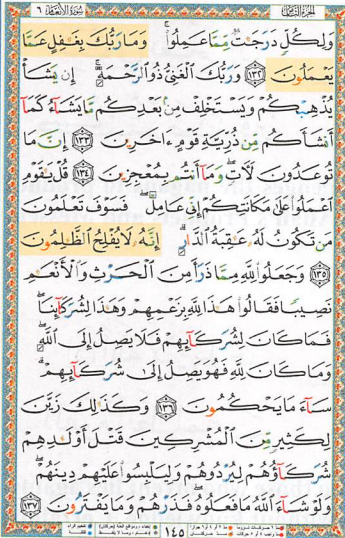 الجزء الثامن
سورة الأنعام ٦
وَلِكُلٍّ دَرَجَٰتٌ مِّمَّا عَمِلُوا۟ ۚ وَمَا رَبُّكَ بِغَٰفِلٍ عَمَّا
يَعْمَلُونَ ١٣٢ وَرَبُّكَ ٱلْغَنِىُّ ذُو ٱلرَّحْمَةِ ۚ إِن يَشَأْ
يُذْهِبْكُمْ وَيَسْتَخْلِفْ مِنۢ بَعْدِكُم مَّا يَشَآءُ كَمَآ
أَنشَأَكُم مِّن ذُرِّيَّةِ قَوْمٍ ءَاخَرِينَ ١٣٣ إِنَّ مَا
تُوعَدُونَ لَءَاتٍ ۖ وَمَآ أَنتُم بِمُعْجِزِينَ ١٣٤ قُلْ يَٰقَوْمِ
ٱعْمَلُوا۟ عَلَىٰ مَكَانَتِكُمْ إِنِّى عَامِلٌ ۖ فَسَوْفَ تَعْلَمُونَ
مَن تَكُونُ لَهُۥ عَٰقِبَةُ ٱلدَّارِ ۗ إِنَّهُۥ لَا يُفْلِحُ ٱلظَّٰلِمُونَ
١٣٥ وَجَعَلُوا۟ لِلَّهِ مِمَّا ذَرَأَ مِنَ ٱلْحَرْثِ وَٱلْأَنْعَٰمِ
نَصِيبًا فَقَالُوا۟ هَٰذَا لِلَّهِ بِزَعْمِهِمْ وَهَٰذَا لِشُرَكَآئِنَا ۖ
فَمَا كَانَ لِشُرَكَآئِهِمْ فَلَا يَصِلُ إِلَى ٱللَّهِ ۖ
وَمَا كَانَ لِلَّهِ فَهُوَ يَصِلُ إِلَىٰ شُرَكَآئِهِمْ ۗ
سَآءَ مَا يَحْكُمُونَ ١٣٦ وَكَذَٰلِكَ زَيَّنَ
لِكَثِيرٍ مِّنَ ٱلْمُشْرِكِينَ قَتْلَ أَوْلَٰدِهِمْ
شُرَكَآؤُهُمْ لِيُرْدُوهُمْ وَلِيَلْبِسُوا۟ عَلَيْهِمْ دِينَهُمْ ۖ
وَلَوْ شَآءَ ٱللَّهُ مَا فَعَلُوهُ ۖ فَذَرْهُمْ وَمَا يَفْتَرُونَ ١٣٧
١٤٥